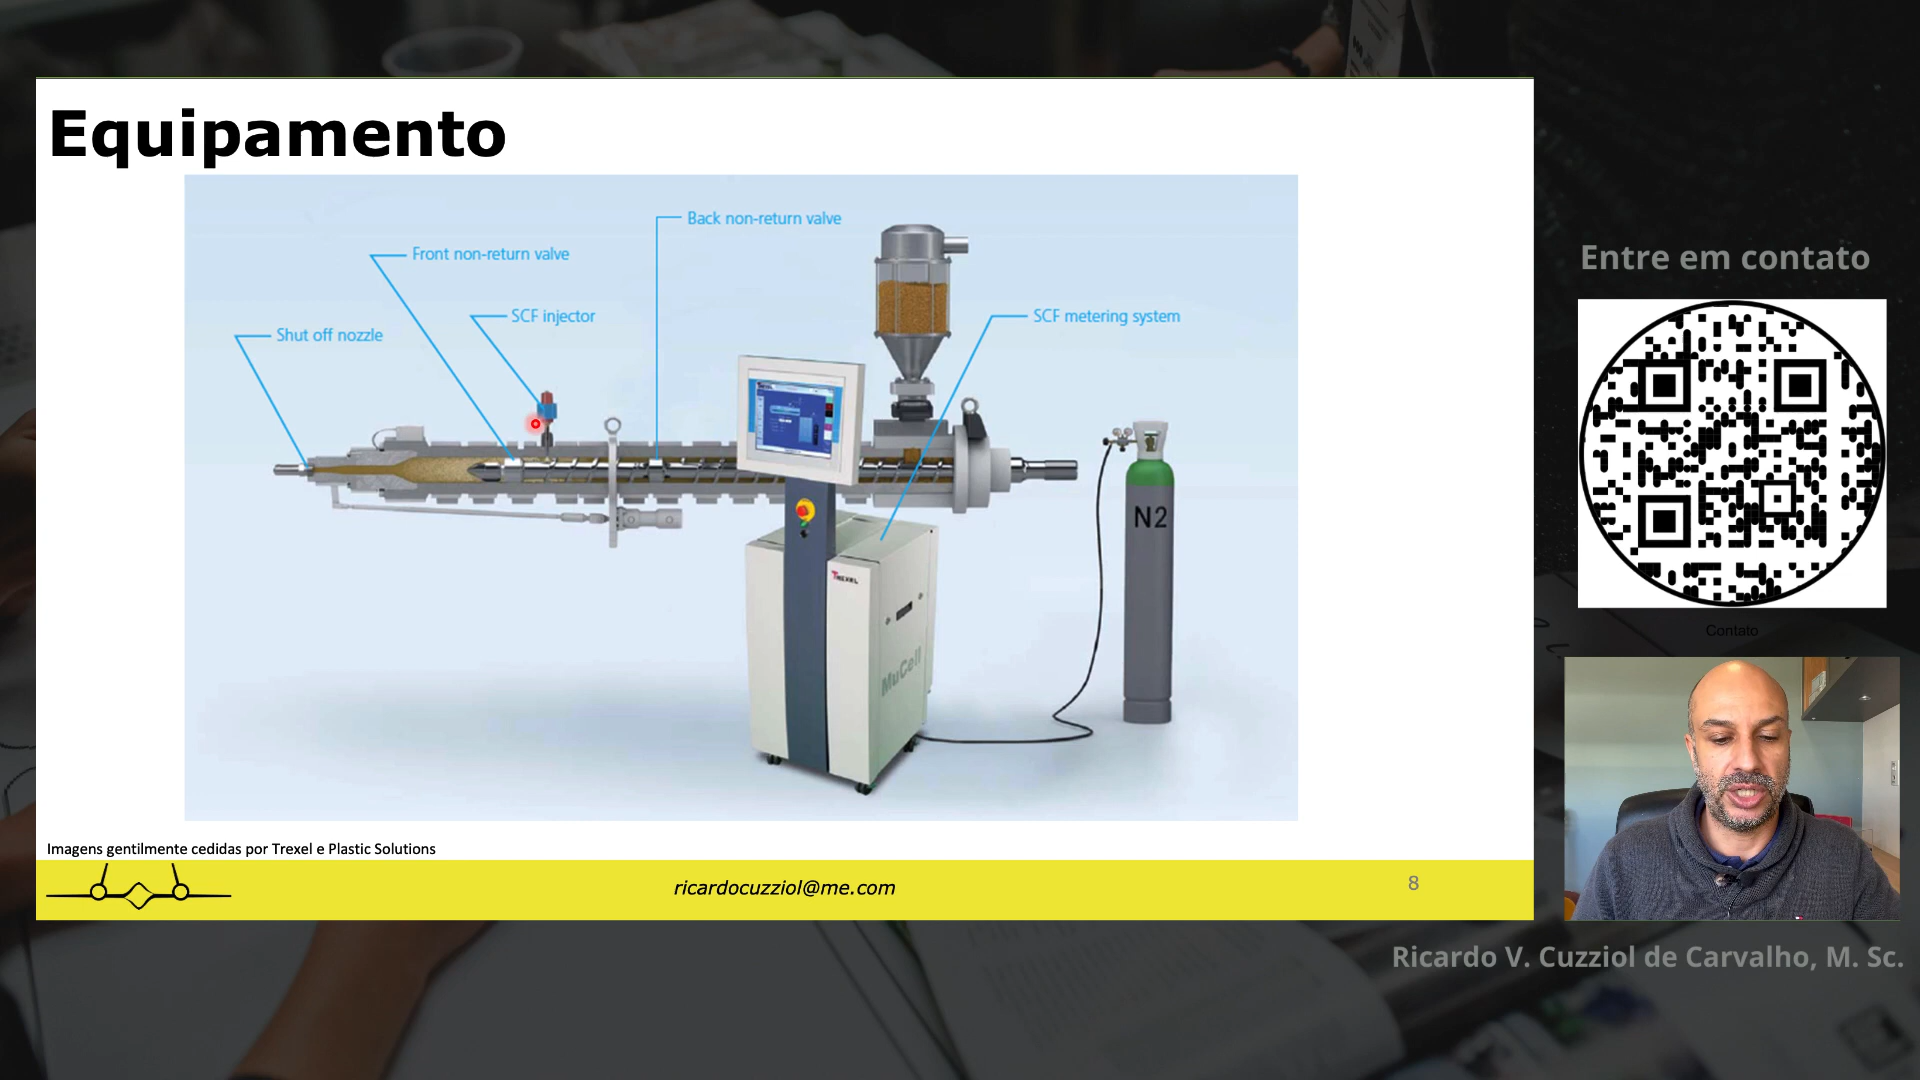 Equipamento
Back non-return valve
Front non-return valve
SCF injector
SCF metering system
Shut off nozzle
N2
TREXEL
MuCell
Imagens gentilmente cedidas por Trexel e Plastic Solutions
ricardocuzziol@me.com
8
Entre em contato
Contato
Ricardo V. Cuzziol de Carvalho, M. Sc.